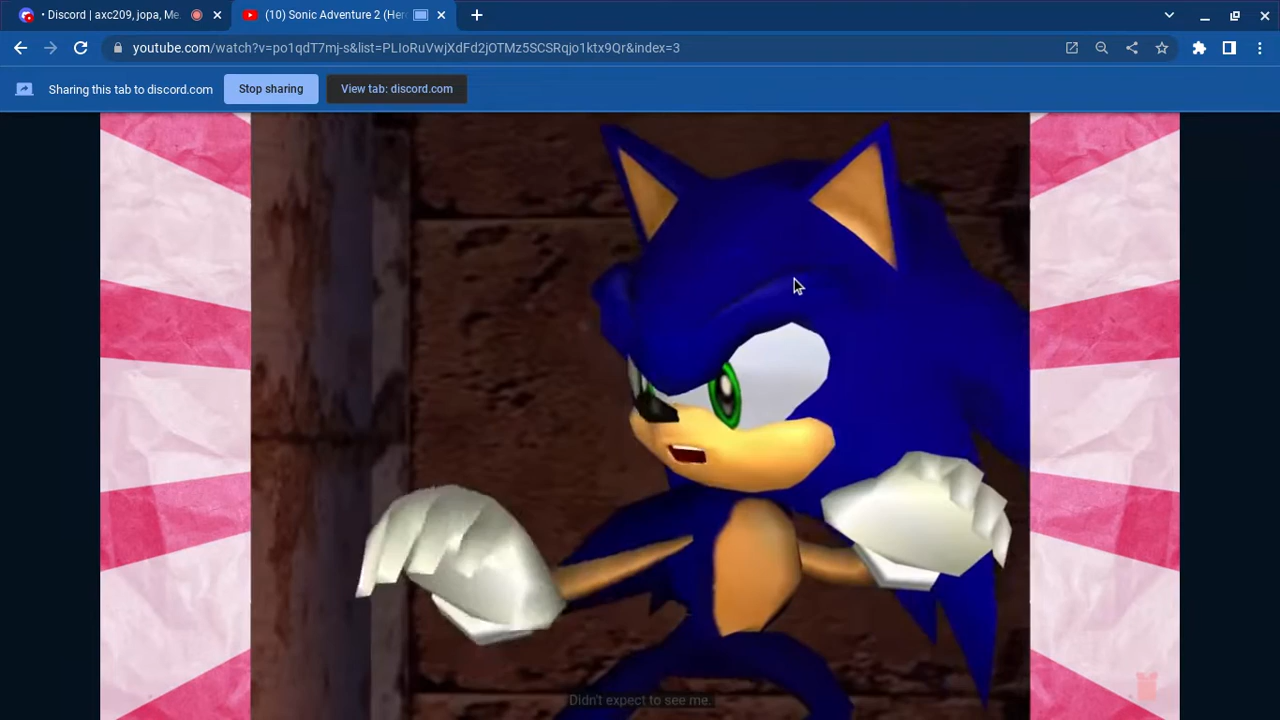 • Discord | axc209, jopa, Me
(10) Sonic Adventure 2 (Her
youtube.com/watch?v=po1qdT7mj-s&list=PLIoRuVwjXdFd2jOTMz5SCSRqjo1ktx9Qr&index=3
Sharing this tab to discord.com
Stop sharing
View tab: discord.com
Didn't expect to see me.